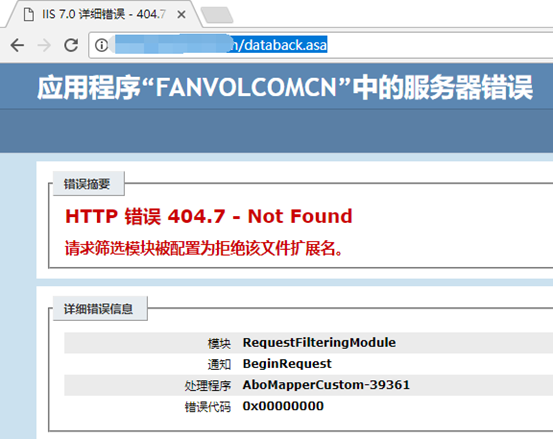 IIS 7.0 详细错误 - 404.7
h/databack.asa
应用程序“FANVOLCOMCN”中的服务器错误
错误摘要
HTTP 错误 404.7 - Not Found
请求筛选模块被配置为拒绝该文件扩展名。
详细错误信息
模块 RequestFilteringModule
通知 BeginRequest
处理程序 AboMapperCustom-39361
错误代码 0x00000000